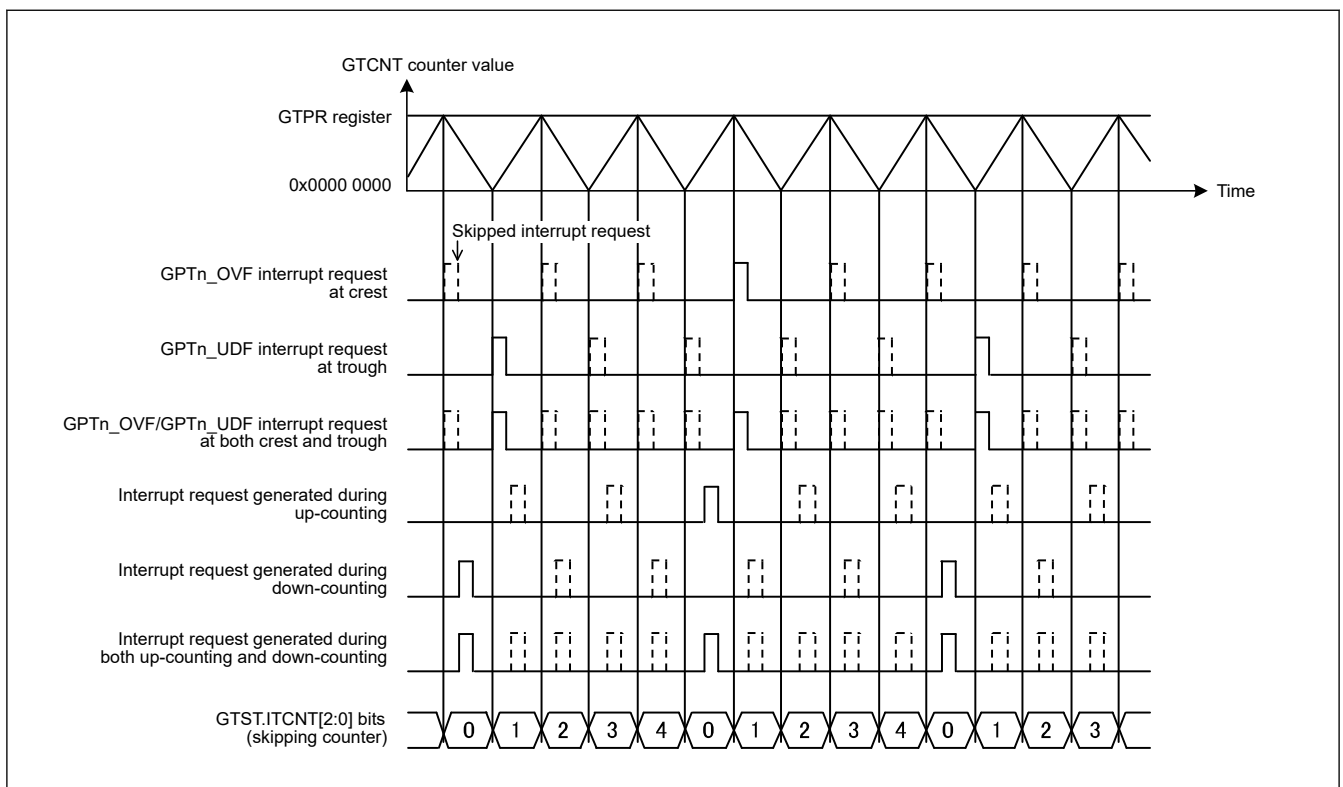 GTCNT counter value
GTPR register
0x0000 0000
Time
Skipped interrupt request
GPTn_OVF interrupt request
at crest
GPTn_UDF interrupt request
at trough
GPTn_OVF/GPTn_UDF interrupt request
at both crest and trough
Interrupt request generated during
up-counting
Interrupt request generated during
down-counting
Interrupt request generated during
both up-counting and down-counting
GTST.ITCNT[2:0] bits
(skipping counter)
0 1 2 3 4 0 1 2 3 4 0 1 2 3